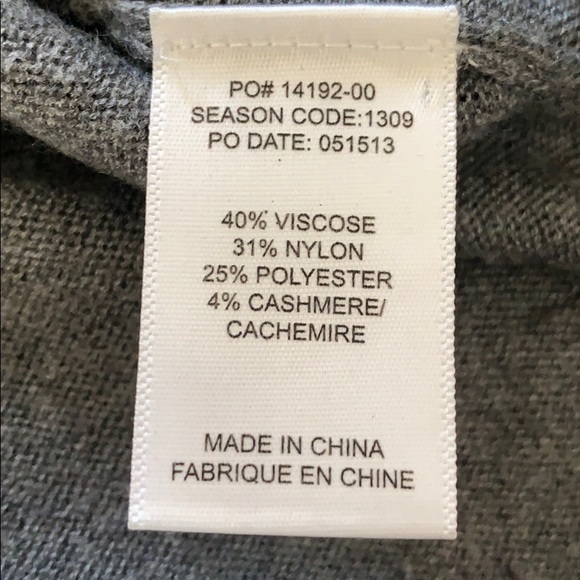 PO# 14192-00
SEASON CODE:1309
PO DATE: 051513
40% VISCOSE
31% NYLON
25% POLYESTER
4% CASHMERE/
CACHEMIRE
MADE IN CHINA
FABRIQUE EN CHINE